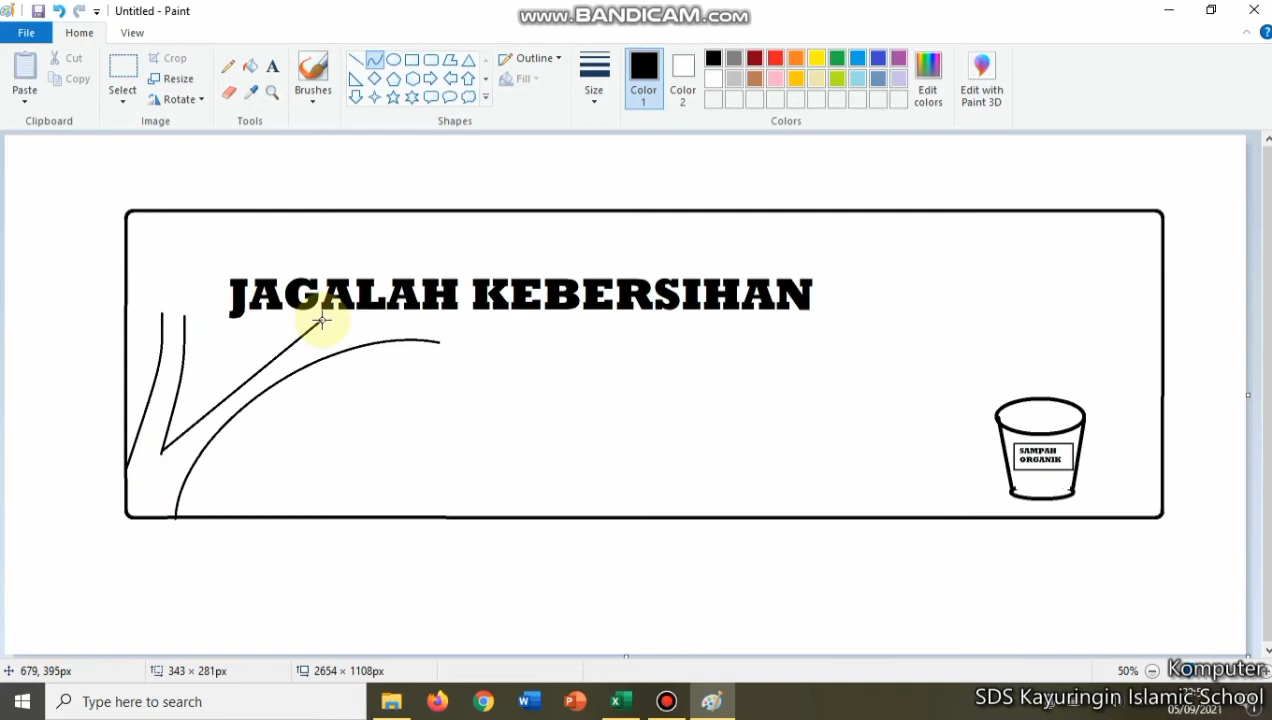 Untitled - Paint
www.BANDICAM.com
File
Home
View
Paste
Cut
Copy
Clipboard
Select
Crop
Resize
Rotate
Image
A
Tools
Brushes
Outline
Fill
Shapes
Size
Color
1
Color
2
Edit
colors
Colors
Edit with
Paint 3D
JAGALAH KEBERSIHAN
SAMPAH
ORGANIK
679, 395px
343 × 281px
2654 × 1108px
50%
Komputer
Type here to search
SDS Kayuringin Islamic School
05/09/2021